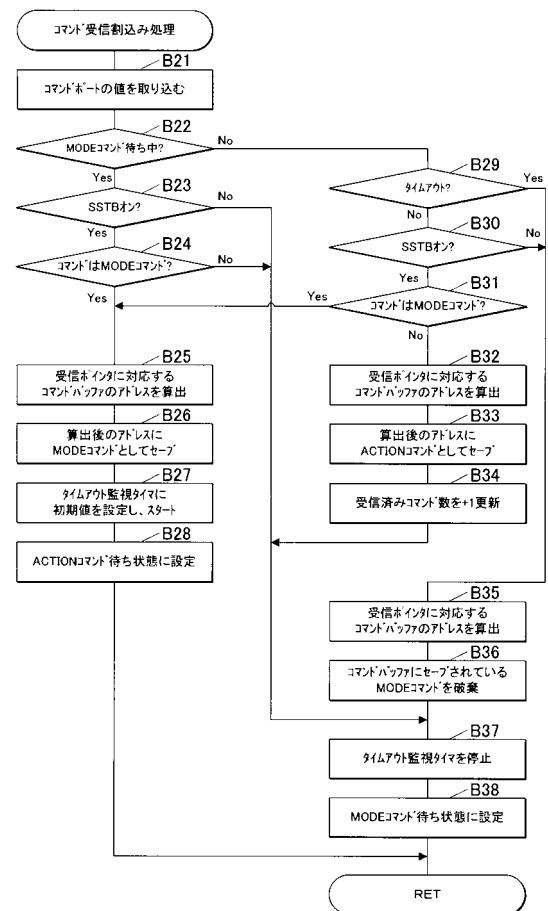 コマンド受信割込み処理
B21
コマンドポートの値を取り込む
B22
MODEコマンド待ち中?
No
Yes
B23
SSTBオン?
No
Yes
B24
コマンドはMODEコマンド?
No
Yes
B25
受信ポインタに対応する
コマンドバッファのアドレスを算出
B26
算出後のアドレスに
MODEコマンドとしてセーブ
B27
タイムアウト監視タイマに
初期値を設定し、スタート
B28
ACTIONコマンド待ち状態に設定
B29
タイムアウト?
Yes
No
B30
SSTBオン?
No
Yes
B31
コマンドはMODEコマンド?
Yes
No
B32
受信ポインタに対応する
コマンドバッファのアドレスを算出
B33
算出後のアドレスに
ACTIONコマンドとしてセーブ
B34
受信済みコマンド数を+1更新
B35
受信ポインタに対応する
コマンドバッファのアドレスを算出
B36
コマンドバッファにセーブされている
MODEコマンドを破棄
B37
タイムアウト監視タイマを停止
B38
MODEコマンド待ち状態に設定
RET